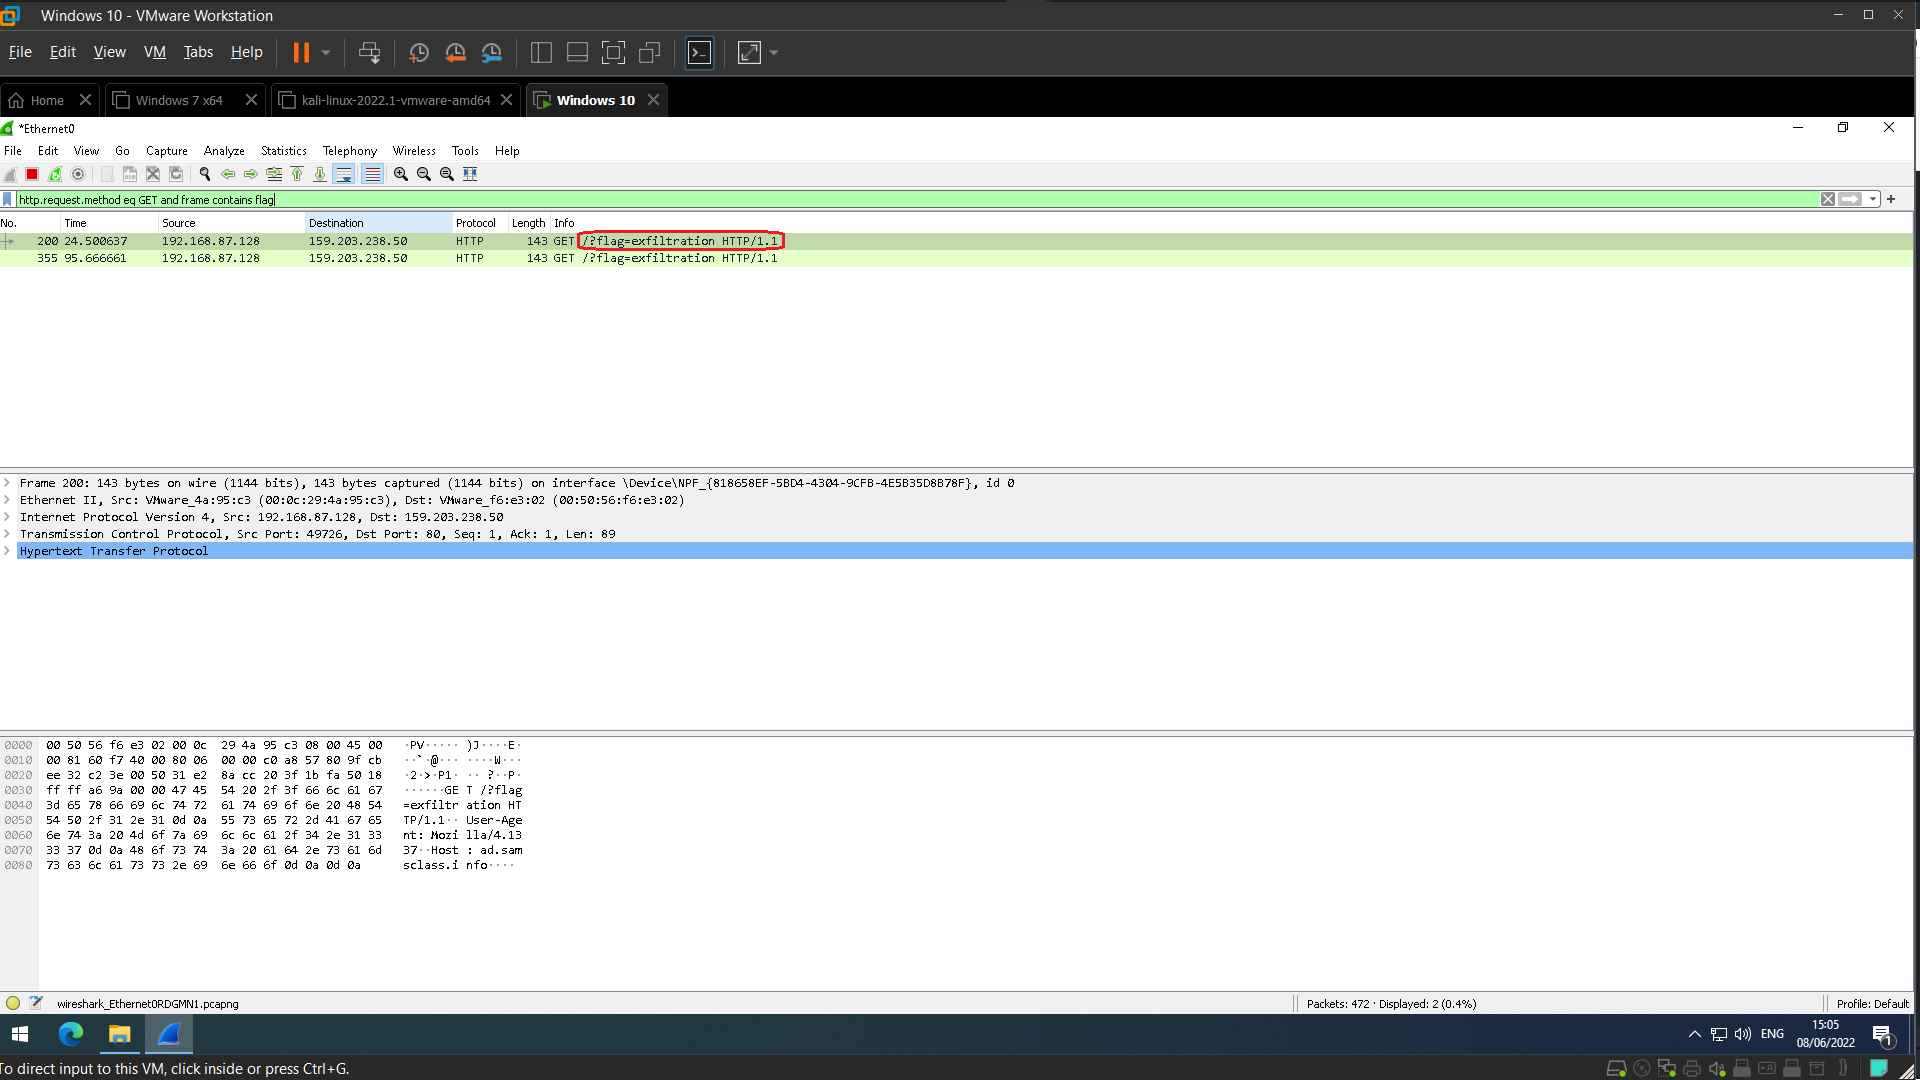 Windows 10 - VMware Workstation
File Edit View VM Tabs Help
Home Windows 7 x64 kali-linux-2022.1-vmware-amd64 Windows 10
*Ethernet0
File Edit View Go Capture Analyze Statistics Telephony Wireless Tools Help
http.request.method eq GET and frame contains flag
No. Time Source Destination Protocol Length Info
200 24.500637 192.168.87.128 159.203.238.50 HTTP 143 GET /?flag=exfiltration HTTP/1.1
355 95.666661 192.168.87.128 159.203.238.50 HTTP 143 GET /?flag=exfiltration HTTP/1.1
Frame 200: 143 bytes on wire (1144 bits), 143 bytes captured (1144 bits) on interface \Device\NPF_{818658EF-5BD4-4304-9CFB-4E5B35D8B78F}, id 0
Ethernet II, Src: VMware_4a:95:c3 (00:0c:29:4a:95:c3), Dst: VMware_f6:e3:02 (00:50:56:f6:e3:02)
Internet Protocol Version 4, Src: 192.168.87.128, Dst: 159.203.238.50
Transmission Control Protocol, Src Port: 49726, Dst Port: 80, Seq: 1, Ack: 1, Len: 89
Hypertext Transfer Protocol
0000 00 50 56 f6 e3 02 00 0c 29 4a 95 c3 08 00 45 00 ·PV····· )J····E·
0010 00 81 60 f7 40 00 80 06 00 00 c0 a8 57 80 9f cb ··`·@··· ····W···
0020 ee 32 c2 3e 00 50 31 e2 8a cc 20 3f 1b fa 50 18 ·2·>·P1· ·· ?··P·
0030 ff ff a6 9a 00 00 47 45 54 20 2f 3f 66 6c 61 67 ······GE T /?flag
0040 3d 65 78 66 69 6c 74 72 61 74 69 6f 6e 20 48 54 =exfiltr ation HT
0050 54 50 2f 31 2e 31 0d 0a 55 73 65 72 2d 41 67 65 TP/1.1·· User-Age
0060 6e 74 3a 20 4d 6f 7a 69 6c 6c 61 2f 34 2e 31 33 nt: Mozi lla/4.13
0070 33 37 0d 0a 48 6f 73 74 3a 20 61 64 2e 73 61 6d 37··Host : ad.sam
0080 73 63 6c 61 73 73 2e 69 6e 66 6f 0d 0a 0d 0a sclass.i nfo····
wireshark_Ethernet0RDGMN1.pcapng Packets: 472 · Displayed: 2 (0.4%) Profile: Default
ENG 15:05
08/06/2022 1
To direct input to this VM, click inside or press Ctrl+G.